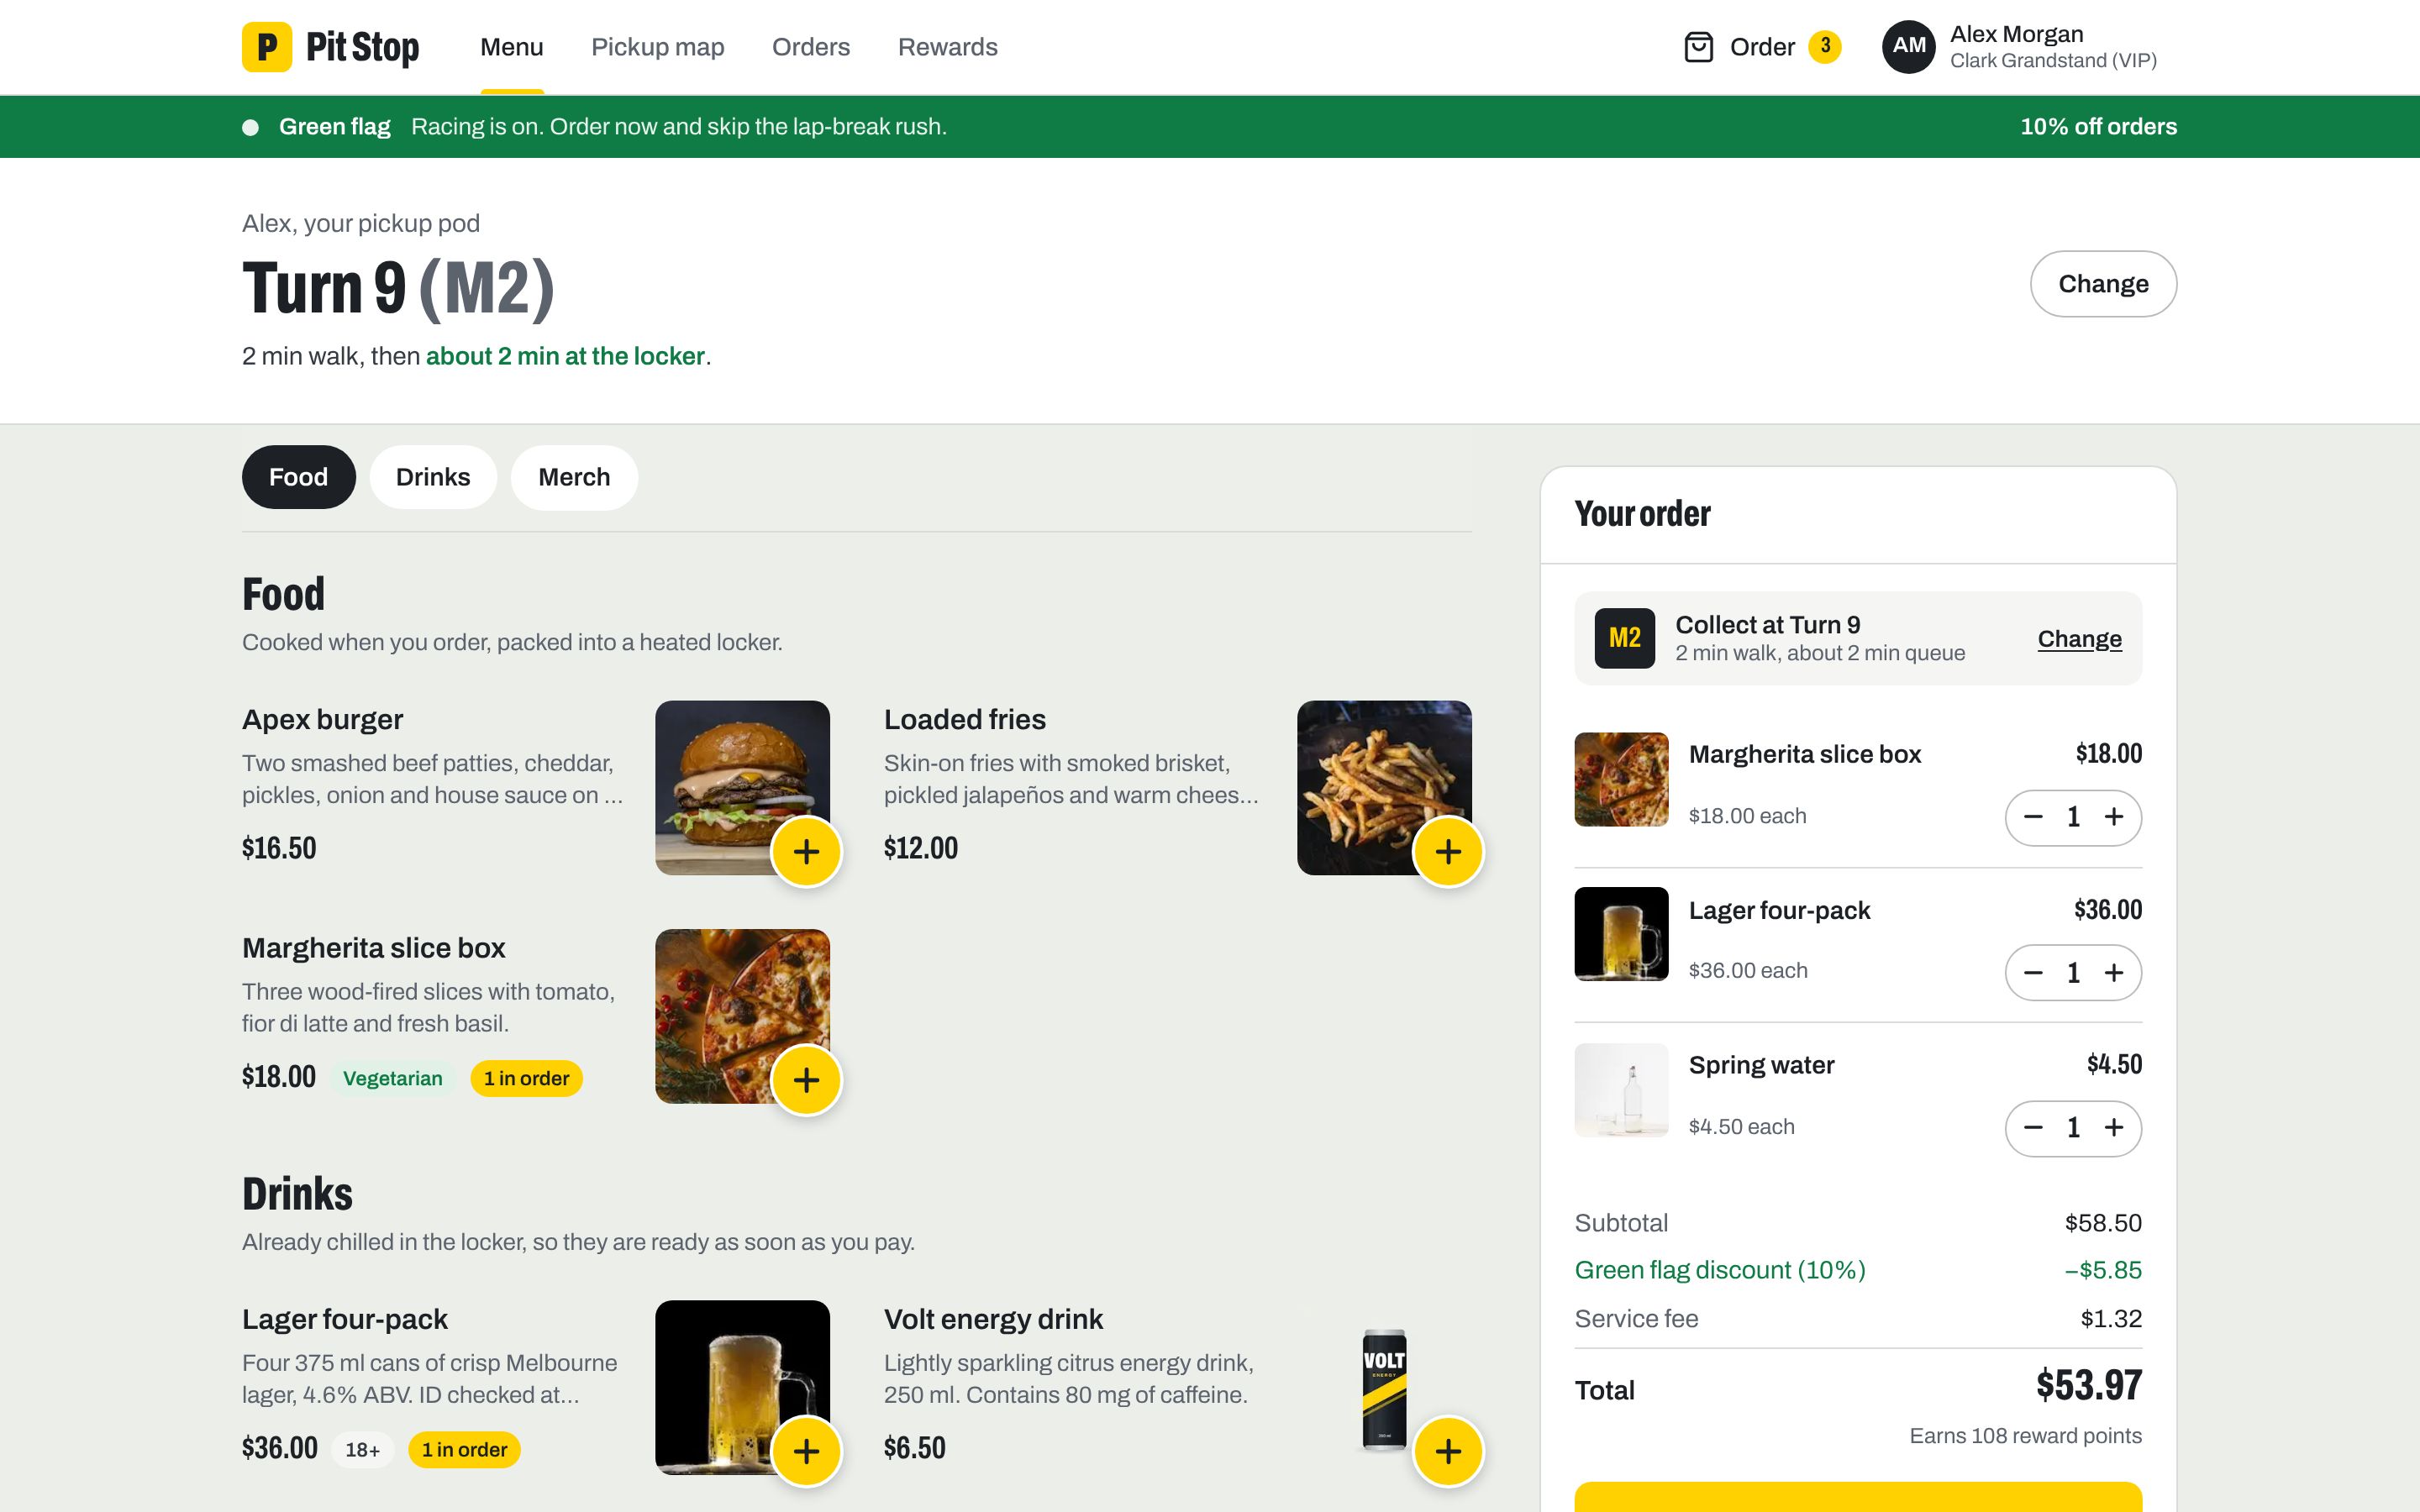 P Pit Stop
Menu
Pickup map
Orders
Rewards
Order 3
AM
Alex Morgan
Clark Grandstand (VIP)
Green flag Racing is on. Order now and skip the lap-break rush.
10% off orders
Alex, your pickup pod
Turn 9 (M2)
2 min walk, then about 2 min at the locker.
Change
Food
Drinks
Merch
Food
Cooked when you order, packed into a heated locker.
Apex burger
Two smashed beef patties, cheddar,
pickles, onion and house sauce on ...
$16.50
Loaded fries
Skin-on fries with smoked brisket,
pickled jalapeños and warm chees...
$12.00
Margherita slice box
Three wood-fired slices with tomato,
fior di latte and fresh basil.
$18.00 Vegetarian 1 in order
Drinks
Already chilled in the locker, so they are ready as soon as you pay.
Lager four-pack
Four 375 ml cans of crisp Melbourne
lager, 4.6% ABV. ID checked at...
$36.00 18+ 1 in order
Volt energy drink
Lightly sparkling citrus energy drink,
250 ml. Contains 80 mg of caffeine.
$6.50
VOLT
ENERGY
Your order
M2
Collect at Turn 9
2 min walk, about 2 min queue
Change
Margherita slice box $18.00
$18.00 each − 1 +
Lager four-pack $36.00
$36.00 each − 1 +
Spring water $4.50
$4.50 each − 1 +
Subtotal $58.50
Green flag discount (10%) −$5.85
Service fee $1.32
Total $53.97
Earns 108 reward points